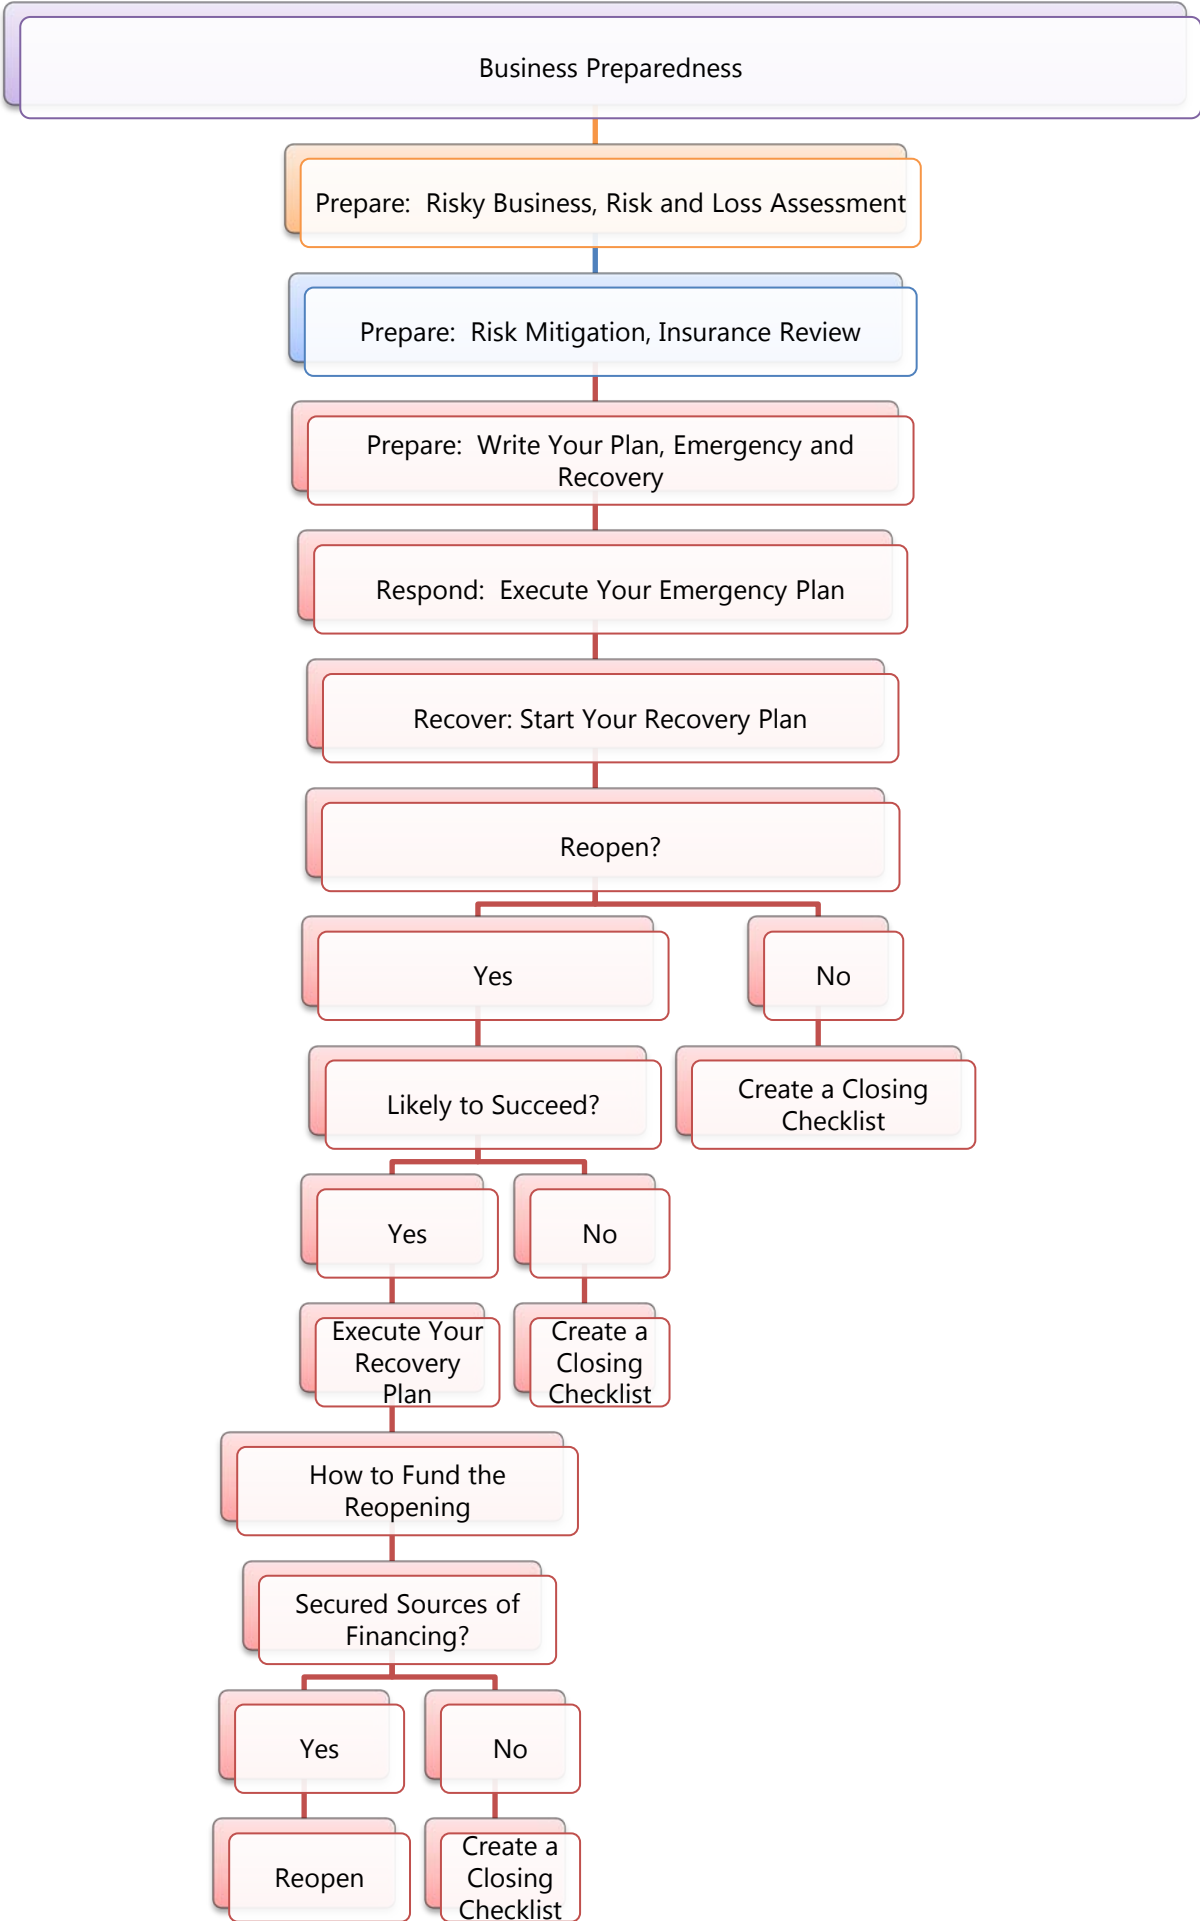 Business Preparedness
Prepare:  Risky Business, Risk and Loss Assessment
Prepare:  Risk Mitigation, Insurance Review
Prepare:  Write Your Plan, Emergency and
Recovery
Respond:  Execute Your Emergency Plan
Recover: Start Your Recovery Plan
Reopen?
Yes
No
Likely to Succeed?
Create a Closing
Checklist
Yes
No
Execute Your
Recovery
Plan
Create a
Closing
Checklist
How to Fund the
Reopening
Secured Sources of
Financing?
Yes
No
Reopen
Create a
Closing
Checklist